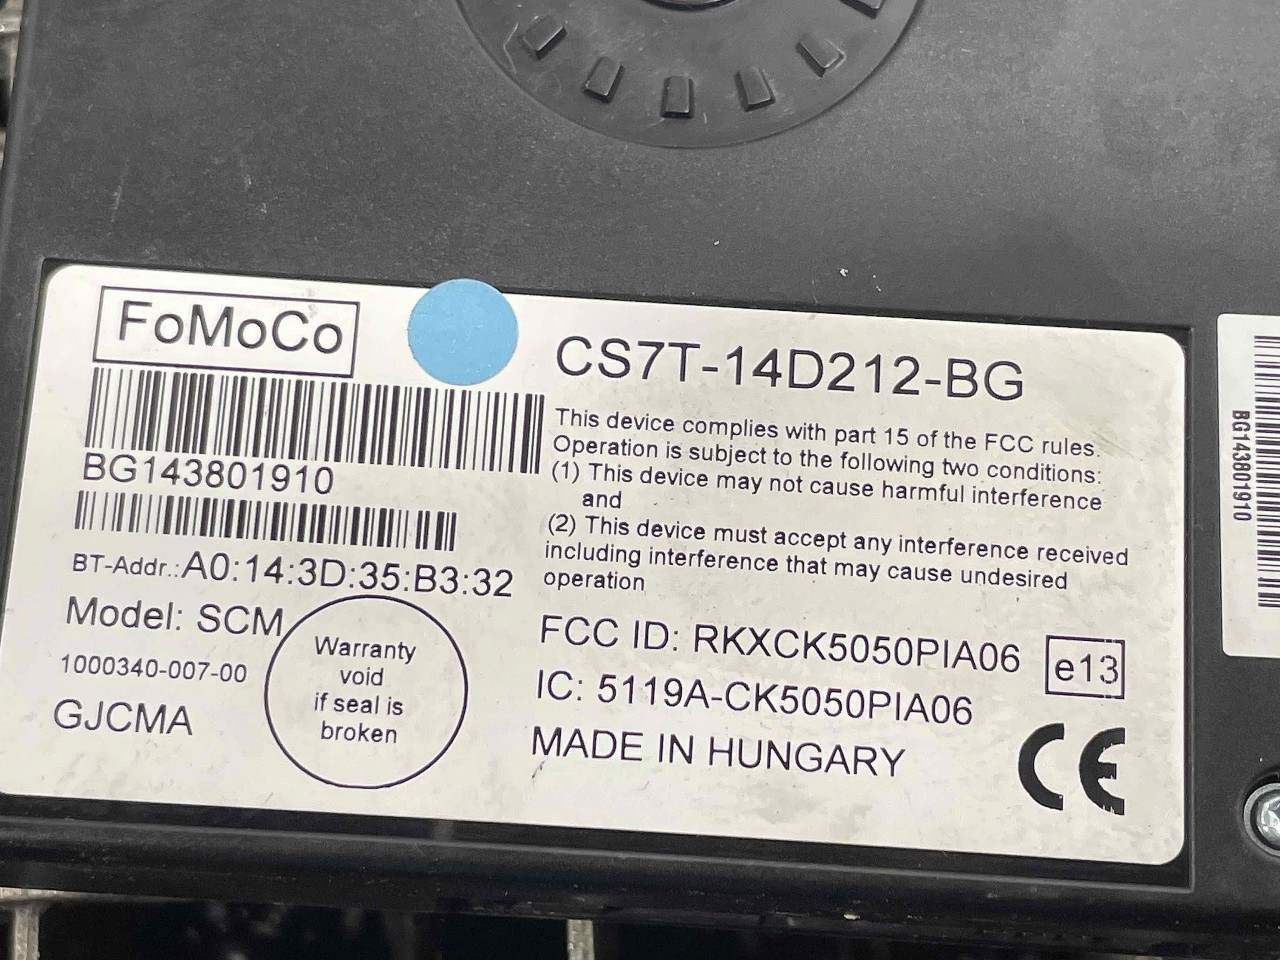 FoMoCo
CS7T-14D212-BG
BG143801910
BT-Addr.:A0:14:3D:35:B3:32
Model: SCM
1000340-007-00
GJCMA
Warranty
void
if seal is
broken
This device complies with part 15 of the FCC rules.
Operation is subject to the following two conditions:
(1) This device may not cause harmful interference
and
(2) This device must accept any interference received
including interference that may cause undesired
operation
FCC ID: RKXCK5050PIA06
e13
IC: 5119A-CK5050PIA06
MADE IN HUNGARY
CE
BG143801910